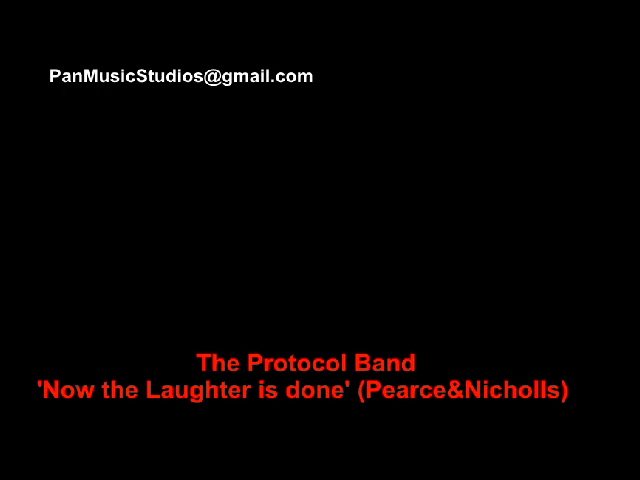 PanMusicStudios@gmail.com
The Protocol Band
'Now the Laughter is done' (Pearce&Nicholls)